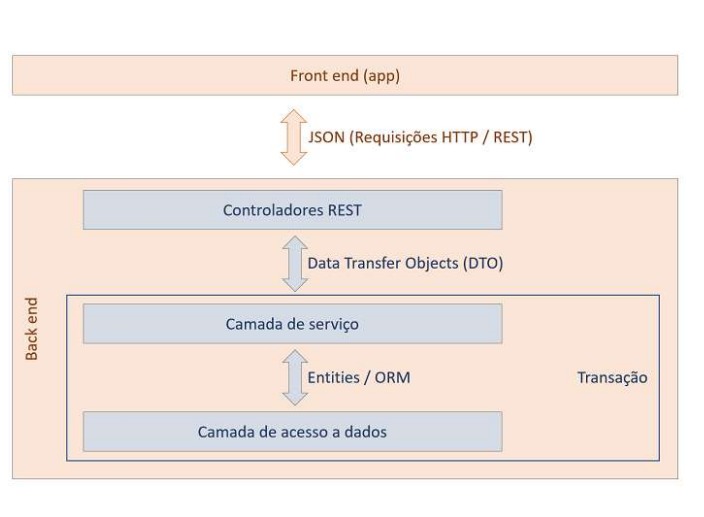 Front end (app)
JSON (Requisições HTTP / REST)
Controladores REST
Data Transfer Objects (DTO)
Back end
Camada de serviço
Entities / ORM
Transação
Camada de acesso a dados